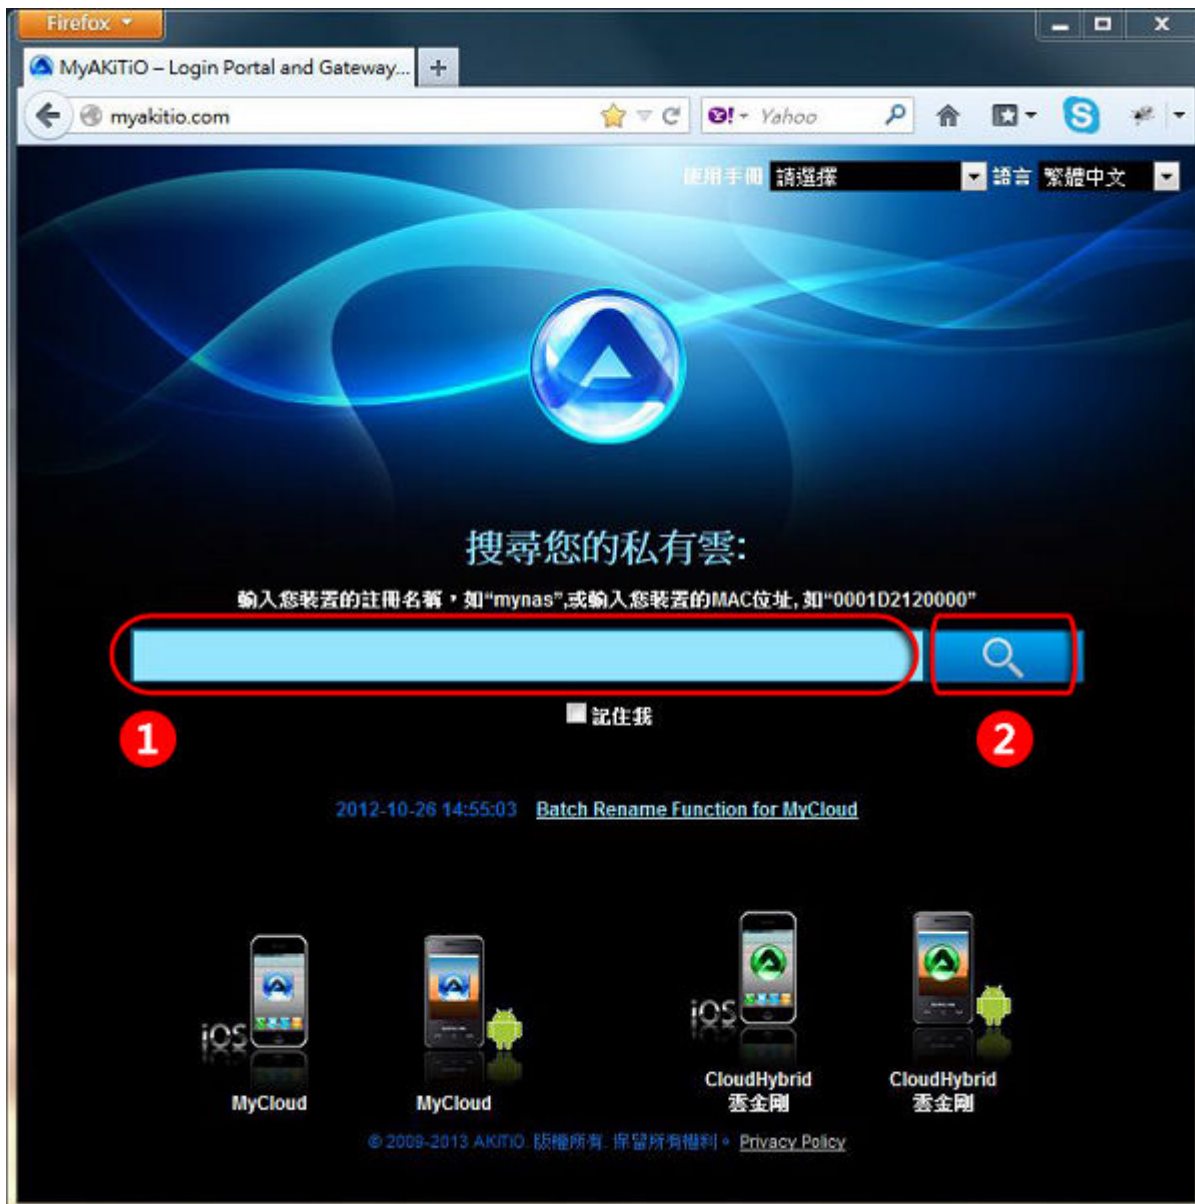 Firefox
MyAKiTiO – Login Portal and Gateway...
myakitio.com
Yahoo
使用手冊 請選擇 語言 繁體中文
搜尋您的私有雲:
輸入您裝置的註冊名稱，如“mynas”,或輸入您裝置的MAC位址, 如“0001D2120000”
1
記住我
2
2012-10-26 14:55:03 Batch Rename Function for MyCloud
iOS
MyCloud
MyCloud
iOS
CloudHybrid
雲金剛
CloudHybrid
雲金剛
© 2009-2013 AKiTiO. 版權所有. 保留所有權利。 Privacy Policy